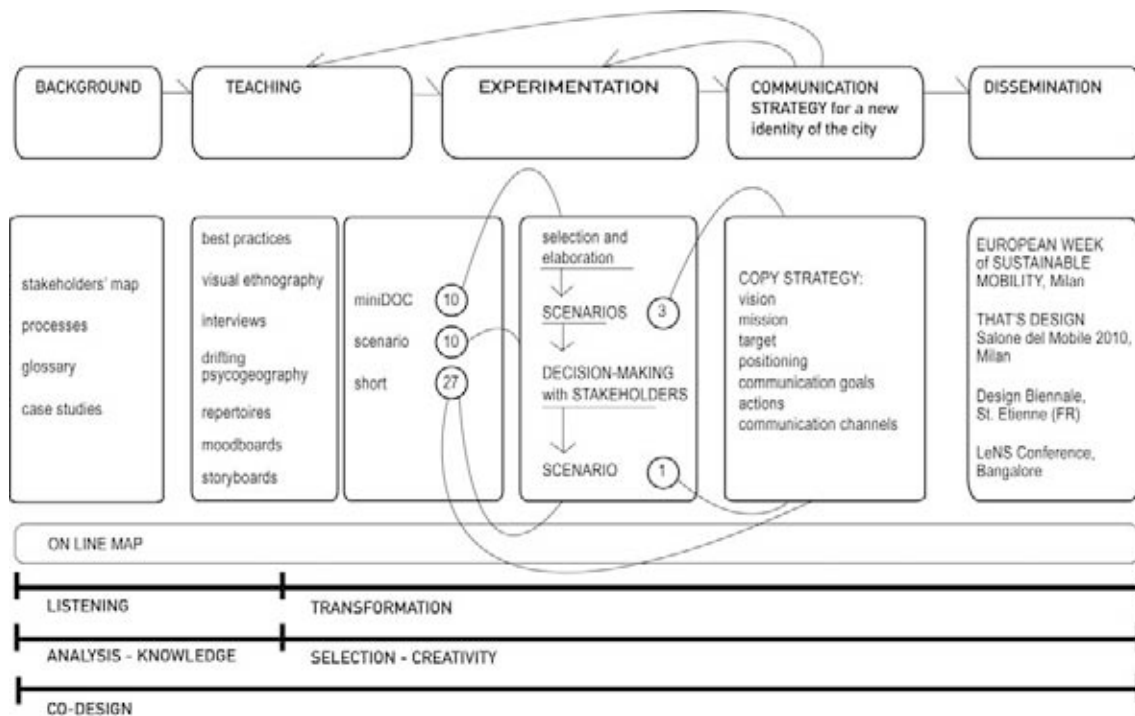 BACKGROUND
TEACHING
EXPERIMENTATION
COMMUNICATION
STRATEGY for a new
identity of the city
DISSEMINATION
stakeholders' map
processes
glossary
case studies
best practices
visual ethnography
interviews
drifting
psycogeography
repertoires
moodboards
storyboards
miniDOC 10
scenario 10
short 27
selection and
elaboration
SCENARIOS 3
DECISION-MAKING
with STAKEHOLDERS
SCENARIO 1
COPY STRATEGY:
vision
mission
target
positioning
communication goals
actions
communication channels
EUROPEAN WEEK
of SUSTAINABLE
MOBILITY, Milan
THAT'S DESIGN
Salone del Mobile 2010,
Milan
Design Biennale,
St. Etienne (FR)
LeNS Conference,
Bangalore
ON LINE MAP
LISTENING
TRANSFORMATION
ANALYSIS - KNOWLEDGE
SELECTION - CREATIVITY
CO-DESIGN